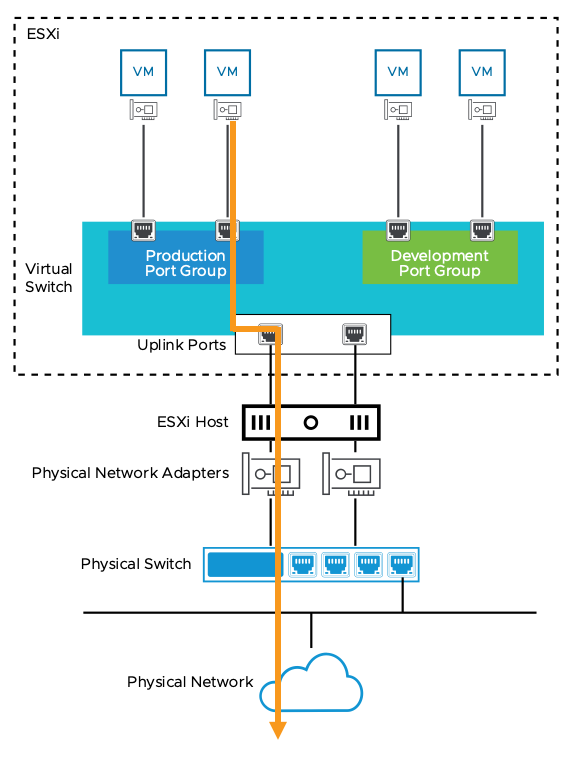 ESXi
VM
VM
VM
VM
Production
Port Group
Development
Port Group
Virtual
Switch
Uplink Ports
ESXi Host
Physical Network Adapters
Physical Switch
Physical Network